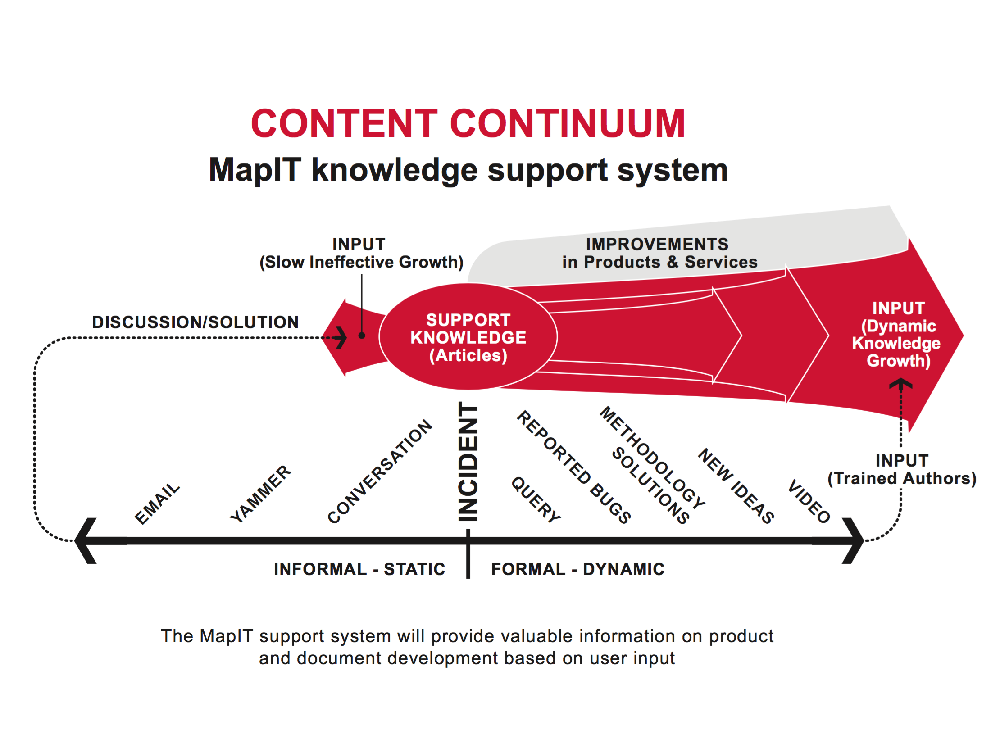 CONTENT CONTINUUM
MapIT knowledge support system
INPUT
(Slow Ineffective Growth)
IMPROVEMENTS
in Products & Services
DISCUSSION/SOLUTION
SUPPORT
KNOWLEDGE
(Articles)
INPUT
(Dynamic
Knowledge
Growth)
EMAIL
YAMMER
CONVERSATION
INCIDENT
QUERY
REPORTED BUGS
METHODOLOGY
SOLUTIONS
NEW IDEAS
VIDEO
INPUT
(Trained Authors)
INFORMAL - STATIC
FORMAL - DYNAMIC
The MapIT support system will provide valuable information on product
and document development based on user input